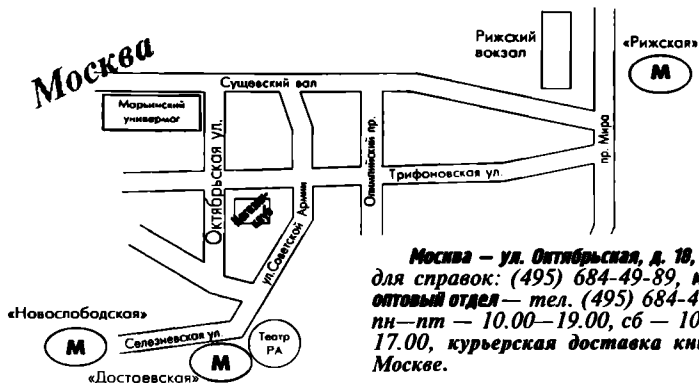 Москва
Рижский
вокзал
«Рижская»
М
Сущевский вал
Марьинский
универмаг
Октябрьская ул.
ул.Советской Армии
Олимпийский пр.
пр. Мира
Трифоновская ул.
клуб
«Новослободская»
М
Селезневская ул.
М
Театр
РА
«Достаевская»
Москва – ул. Октябрьская, д. 18,
для справок: (495) 684-49-89,
оптовый отдел — тел. (495) 684-4
пн—пт — 10.00—19.00, сб — 10
17.00, курьерская доставка кни
Москве.